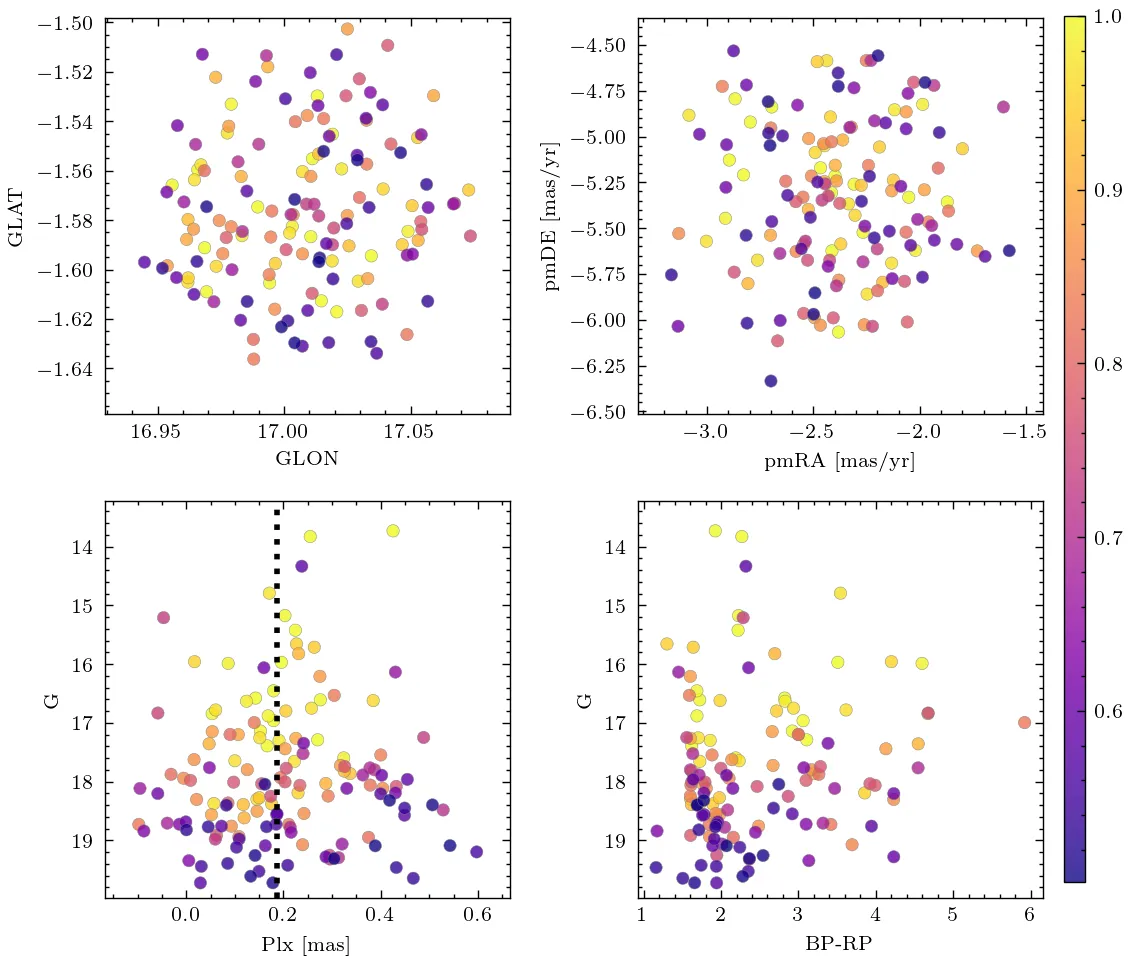 −1.50
−1.52
−1.54
−1.56
−1.58
−1.60
−1.62
−1.64
GLAT
16.95 17.00 17.05
GLON
−4.50
−4.75
−5.00
−5.25
−5.50
−5.75
−6.00
−6.25
−6.50
pmDE [mas/yr]
−3.0 −2.5 −2.0 −1.5
pmRA [mas/yr]
1.0
0.9
0.8
0.7
0.6
14
15
16
17
18
19
G
0.0 0.2 0.4 0.6
Plx [mas]
14
15
16
17
18
19
G
1 2 3 4 5 6
BP-RP